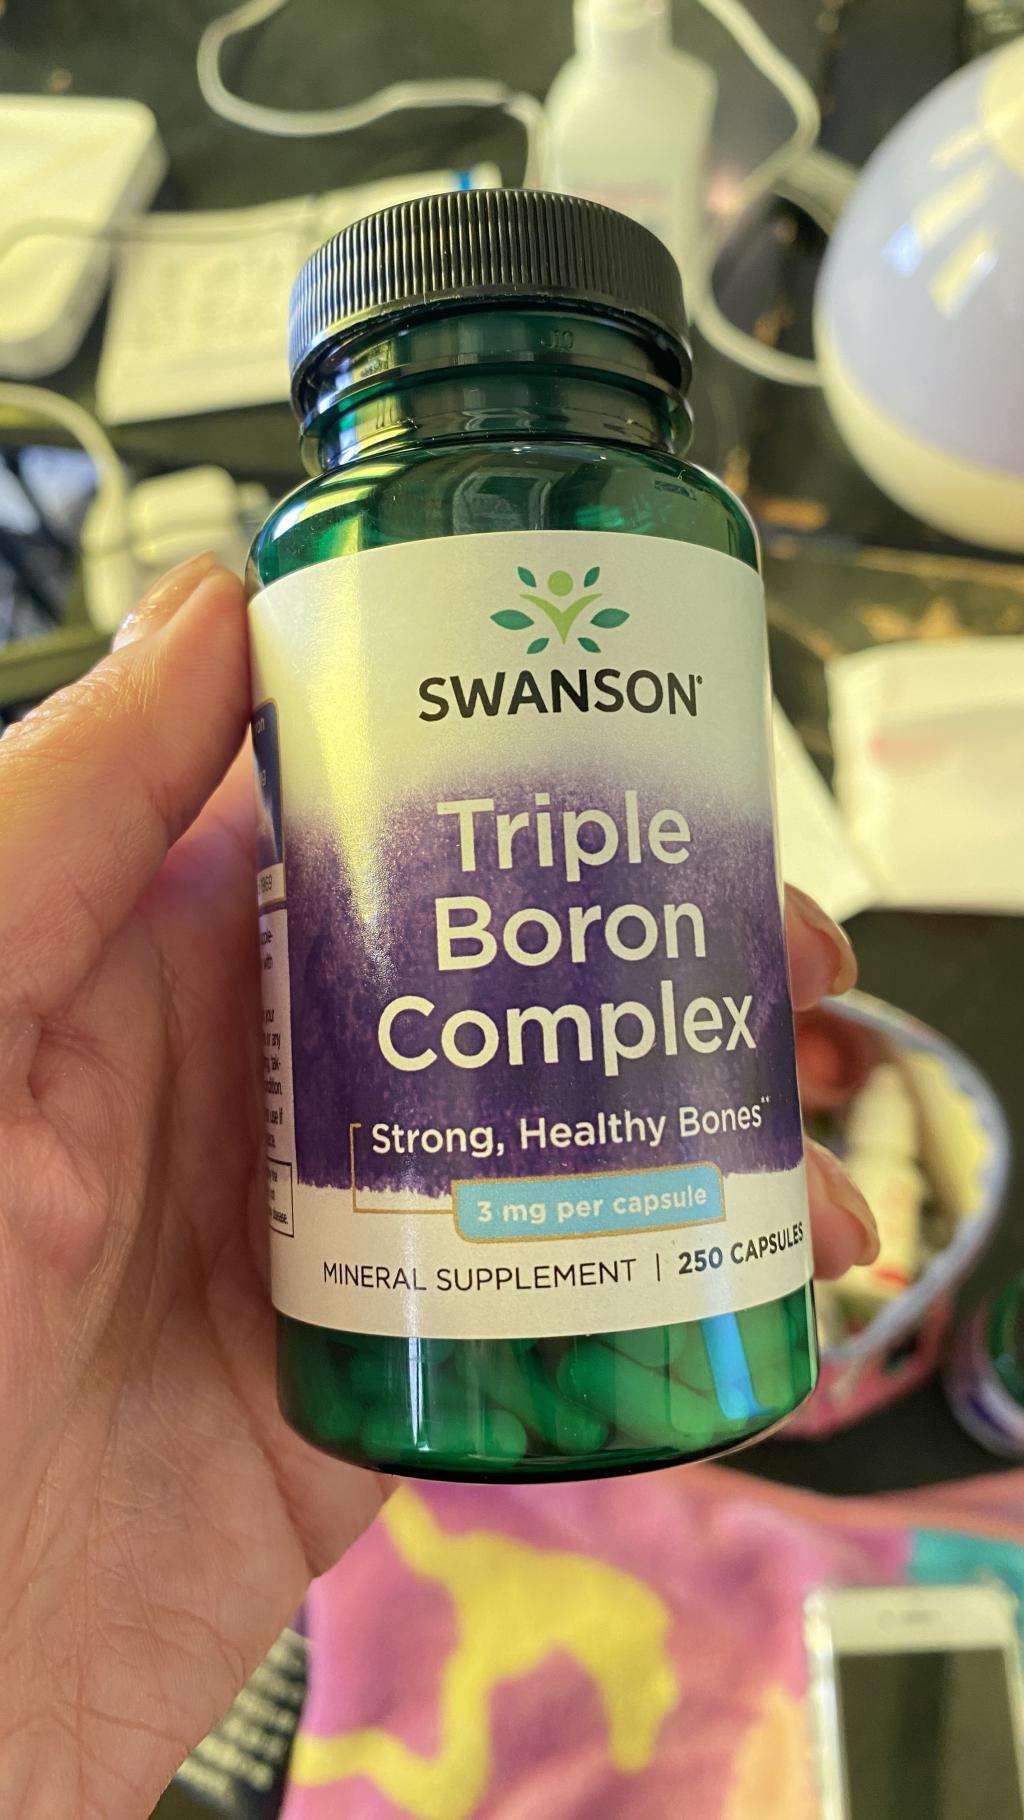 SWANSON®
Triple
Boron
Complex
Strong, Healthy Bones**
3 mg per capsule
MINERAL SUPPLEMENT | 250 CAPSULES